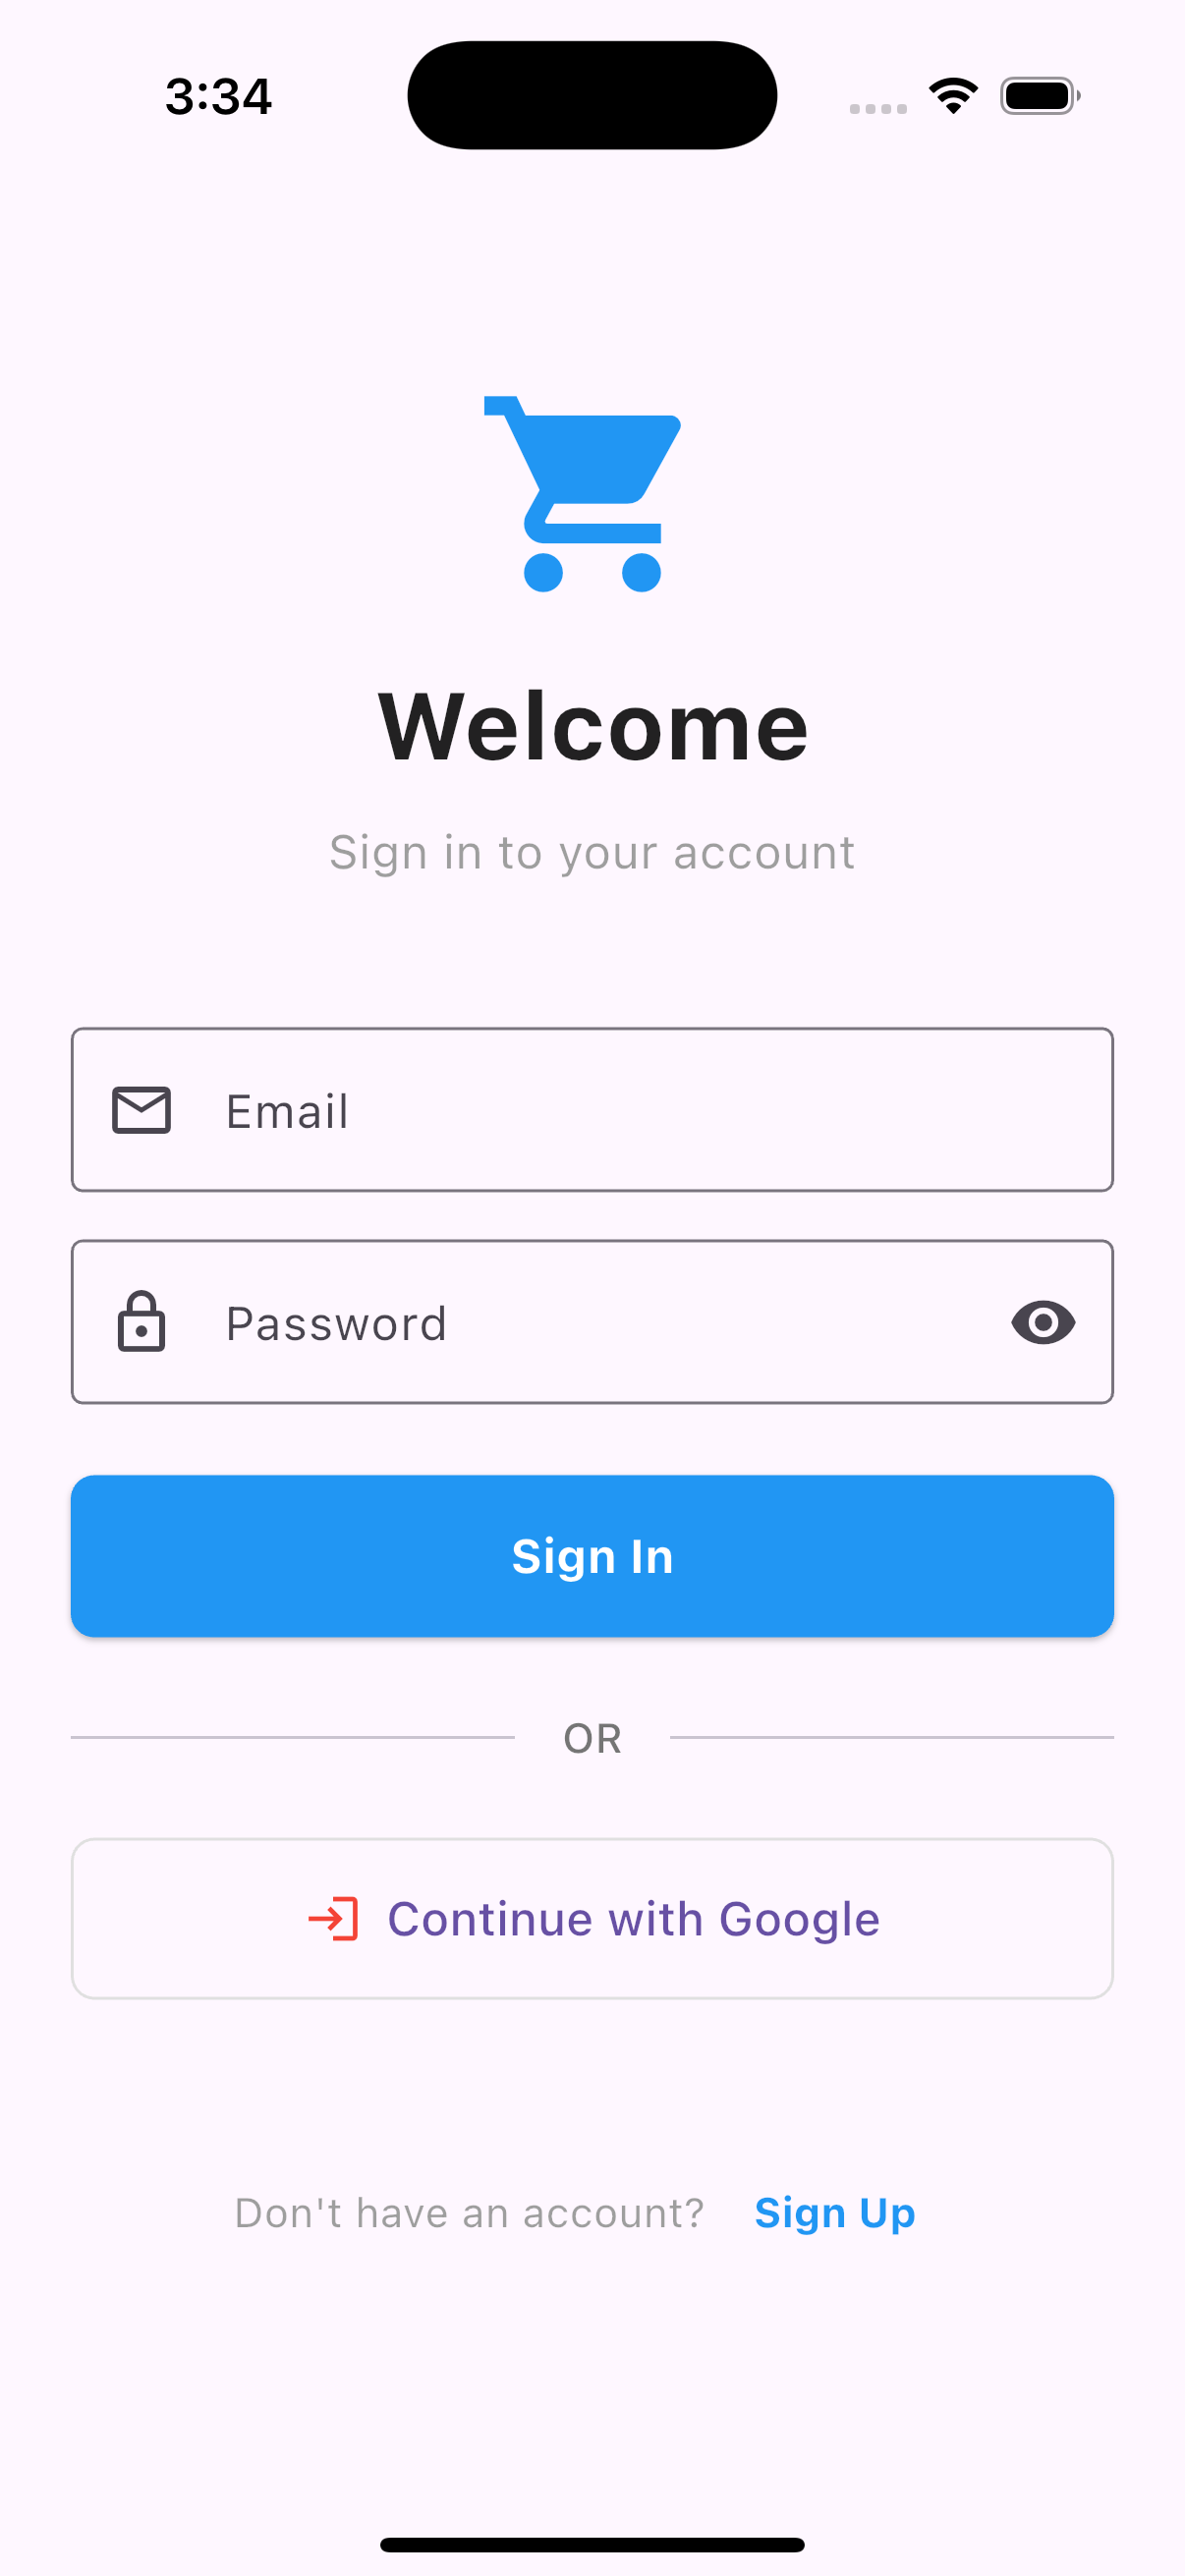 3:34
Welcome
Sign in to your account
Email
Password
Sign In
OR
Continue with Google
Don't have an account? Sign Up